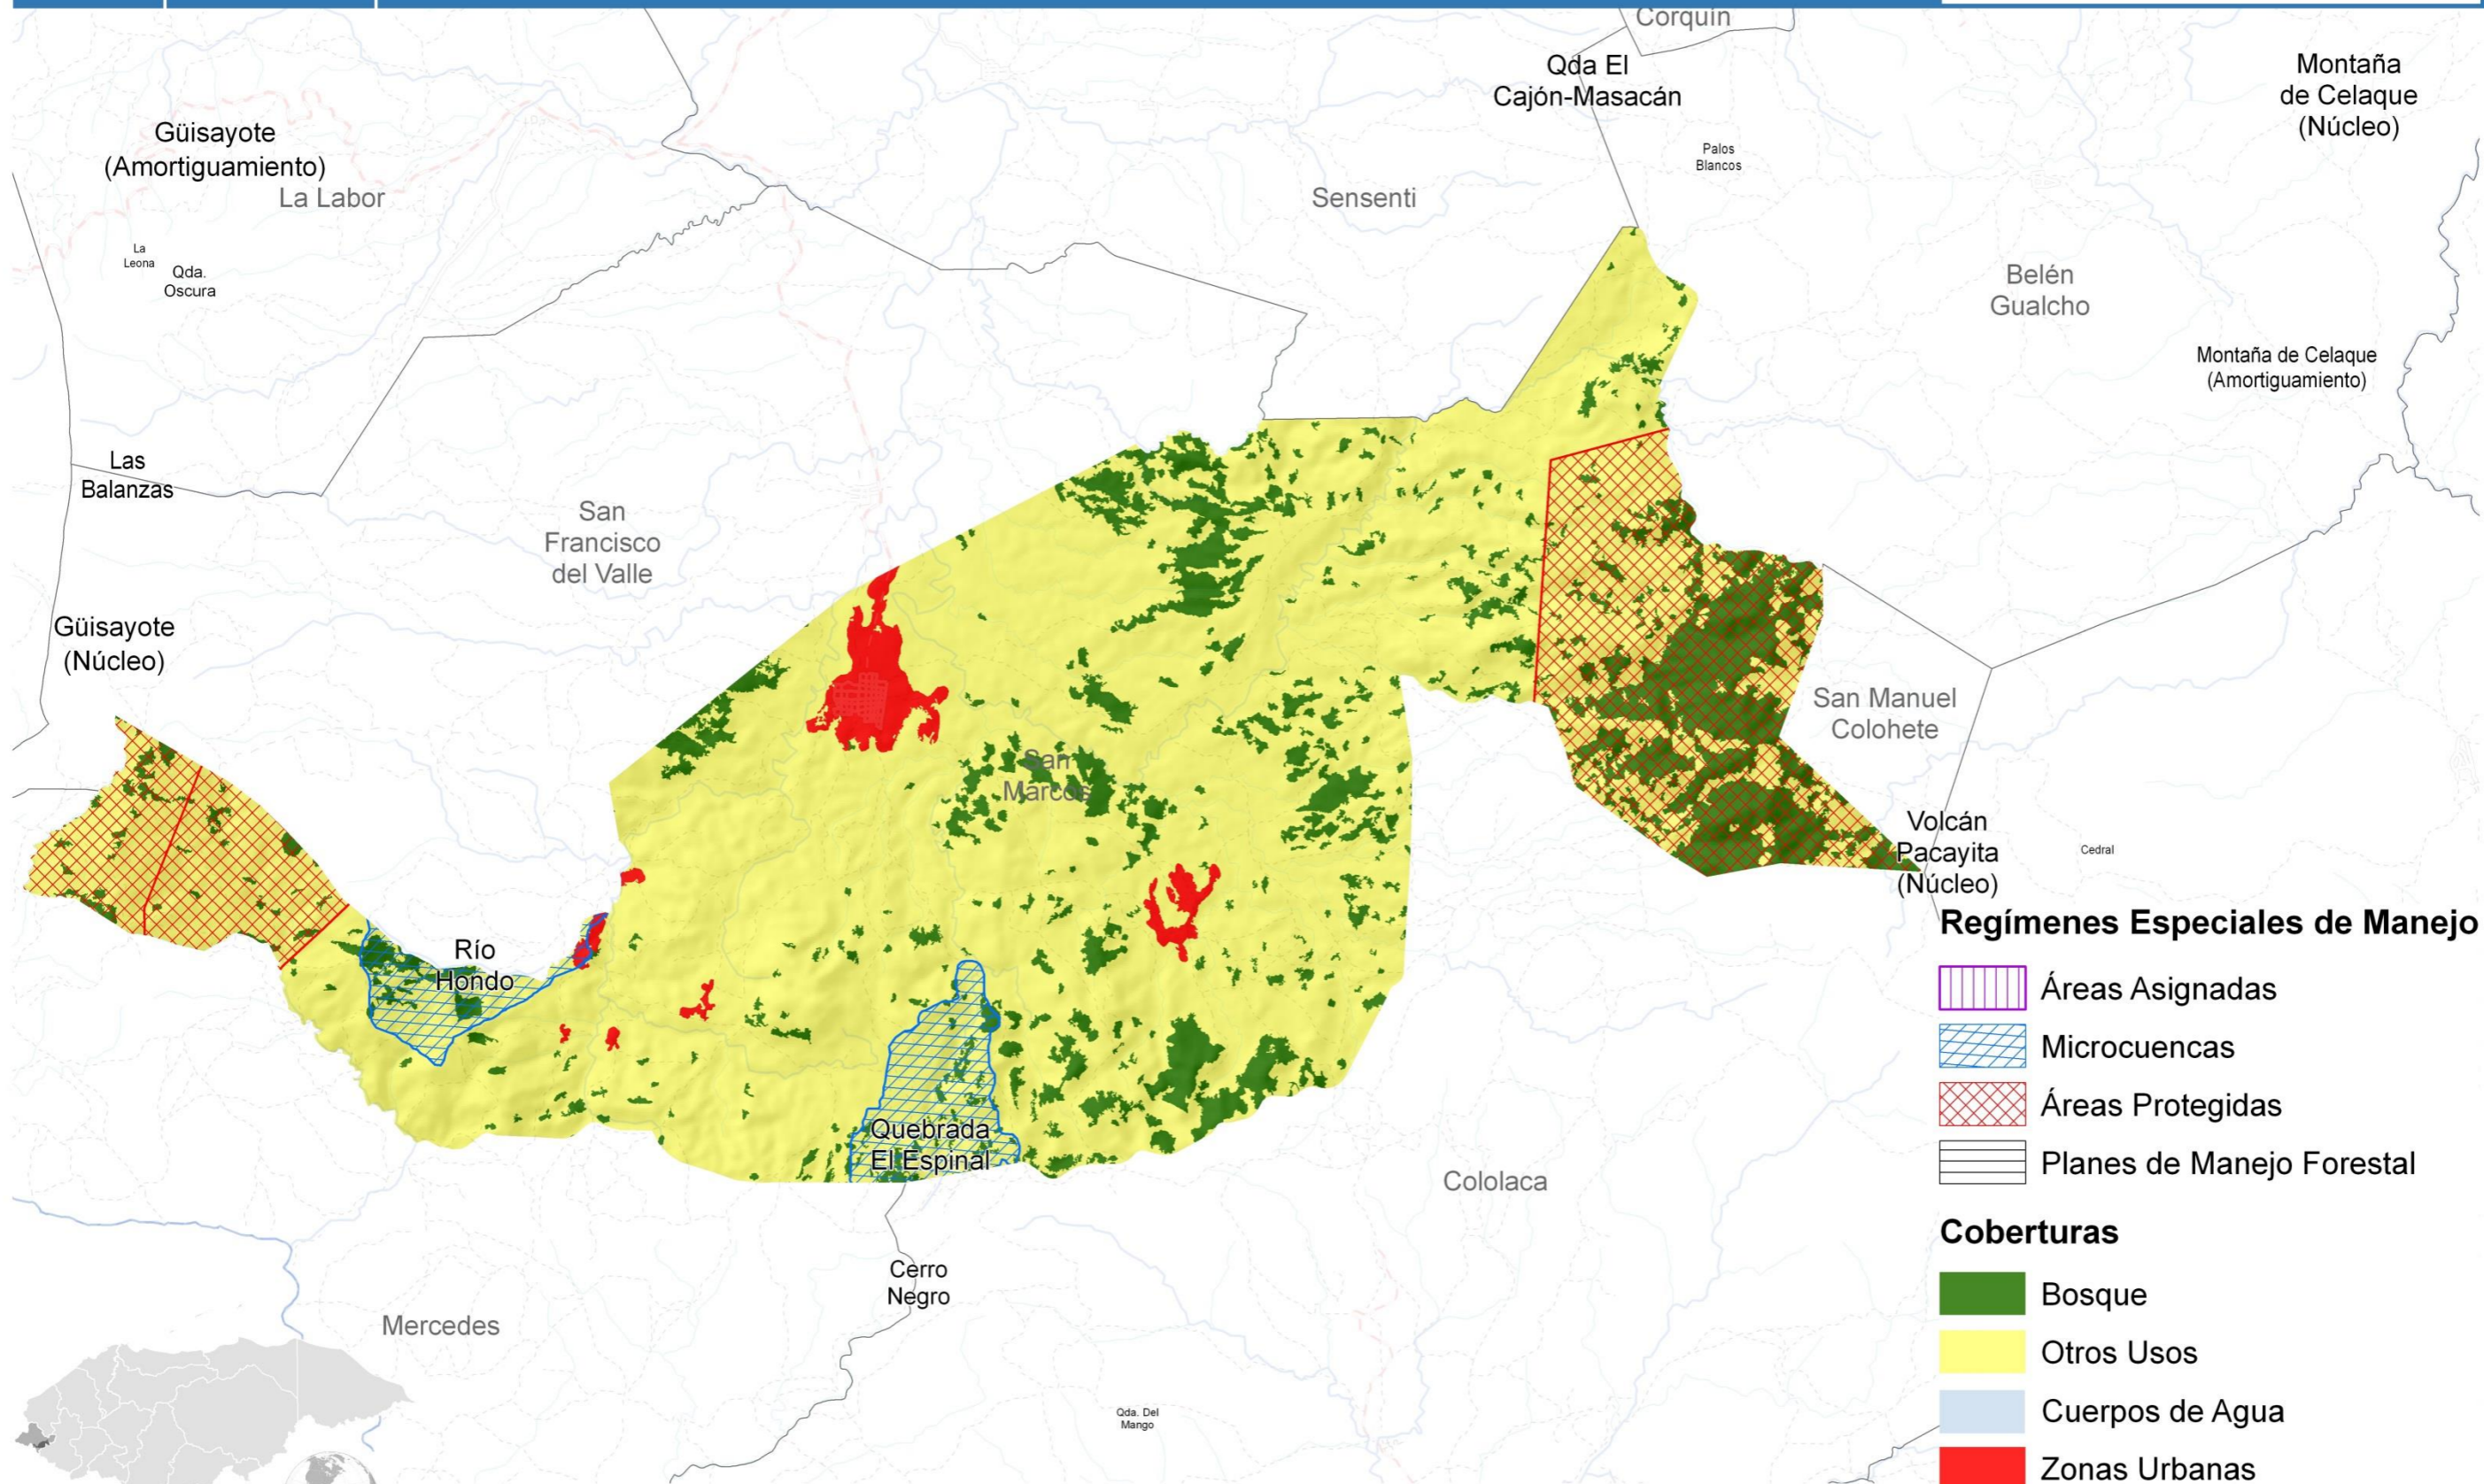 Corquín
Qda El
Cajón-Masacán
Montaña
de Celaque
(Núcleo)
Güisayote
(Amortiguamiento)
La Labor
Palos
Blancos
Sensenti
La
Leona
Qda.
Oscura
Belén
Gualcho
Montaña de Celaque
(Amortiguamiento)
Las
Balanzas
San
Francisco
del Valle
Güisayote
(Núcleo)
San Manuel
Colohete
San
Marcos
Volcán
Pacayita
(Núcleo)
Cedral
Río
Hondo
Quebrada
El Espinal
Cololaca
Cerro
Negro
Mercedes
Qda. Del
Mango
Regímenes Especiales de Manejo
Áreas Asignadas
Microcuencas
Áreas Protegidas
Planes de Manejo Forestal
Coberturas
Bosque
Otros Usos
Cuerpos de Agua
Zonas Urbanas